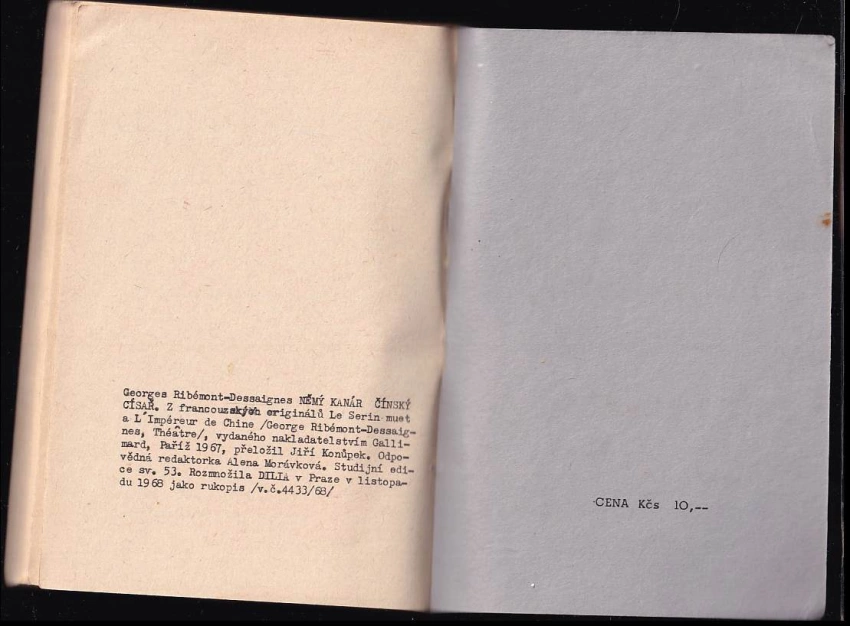 Georges Ribémont-Dessaignes NĚMÝ KANÁR ČÍNSKÝ
CÍSAŘ. Z francouzských originálů Le Serin muet
a L´Impéreur de Chine /George Ribémont-Dessaig-
nes, Théâtre/, vydaného nakladatelstvím Galli-
mard, Paříž 1967, přeložil Jiří Konůpek. Odpo-
vědná redaktorka Alena Morávková. Studijní edi-
ce sv. 53. Rozmnožila DILIA v Praze v listopa-
du 1968 jako rukopis /v.č.4433/68/
CENA Kčs 10,--